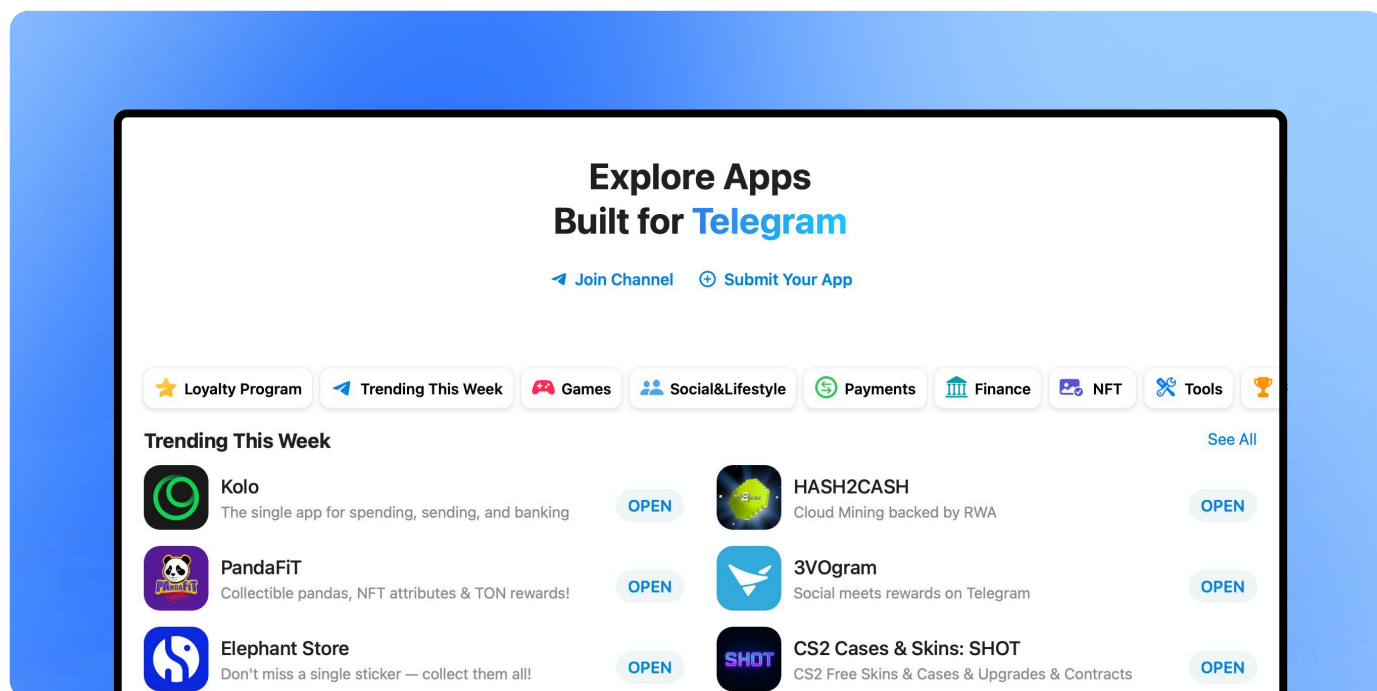 Explore Apps
Built for Telegram
Join Channel
Submit Your App
Loyalty Program
Trending This Week
Games
Social&Lifestyle
Payments
Finance
NFT
Tools
Trending This Week
See All
Kolo
The single app for spending, sending, and banking
OPEN
HASH2CASH
Cloud Mining backed by RWA
OPEN
PANDAFIT
PandaFiT
Collectible pandas, NFT attributes & TON rewards!
OPEN
3VOgram
Social meets rewards on Telegram
OPEN
Elephant Store
Don't miss a single sticker — collect them all!
OPEN
SHOT
CS2 Cases & Skins: SHOT
CS2 Free Skins & Cases & Upgrades & Contracts
OPEN